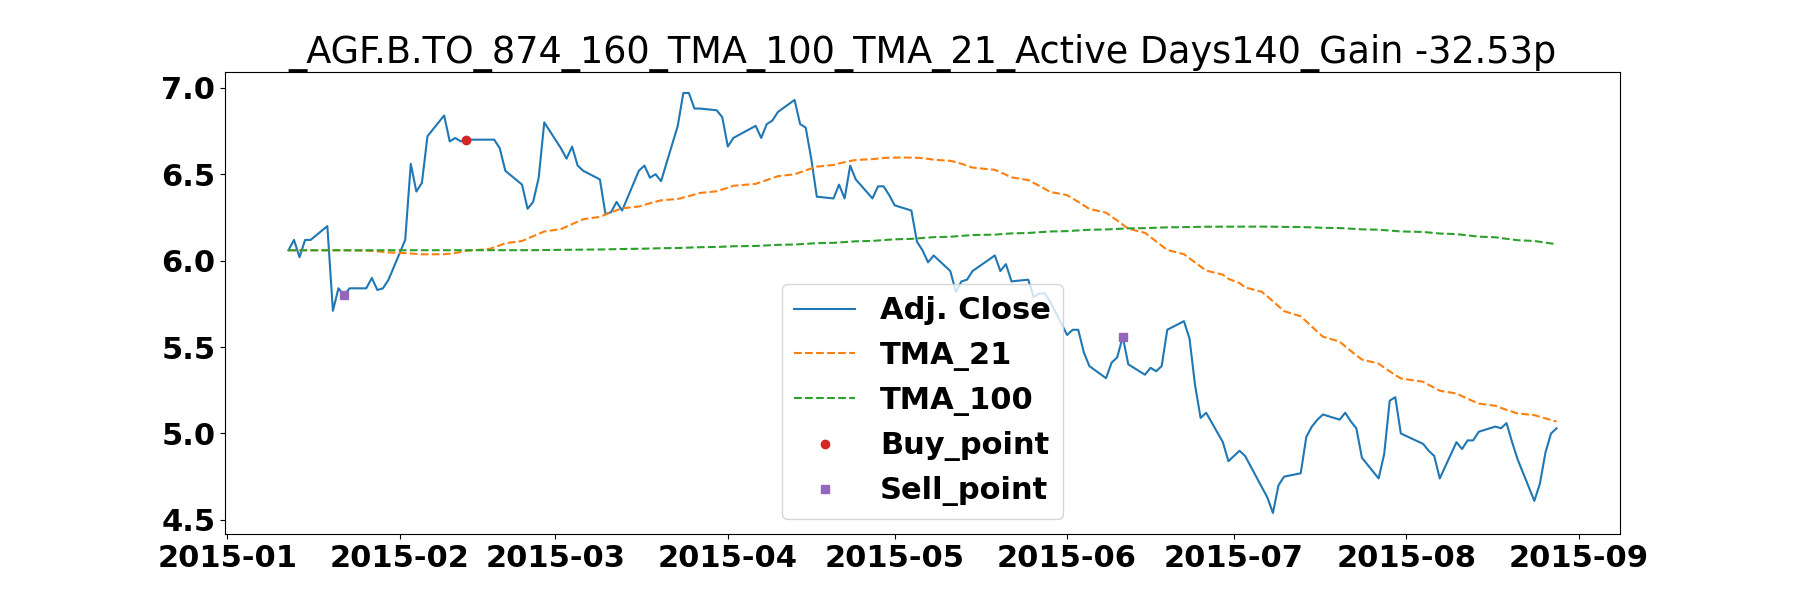 _AGF.B.TO_874_160_TMA_100_TMA_21_Active Days140_Gain -32.53p
7.0
6.5
6.0
5.5
5.0
4.5
Adj. Close
TMA_21
TMA_100
Buy_point
Sell_point
2015-01 2015-02 2015-03 2015-04 2015-05 2015-06 2015-07 2015-08 2015-09